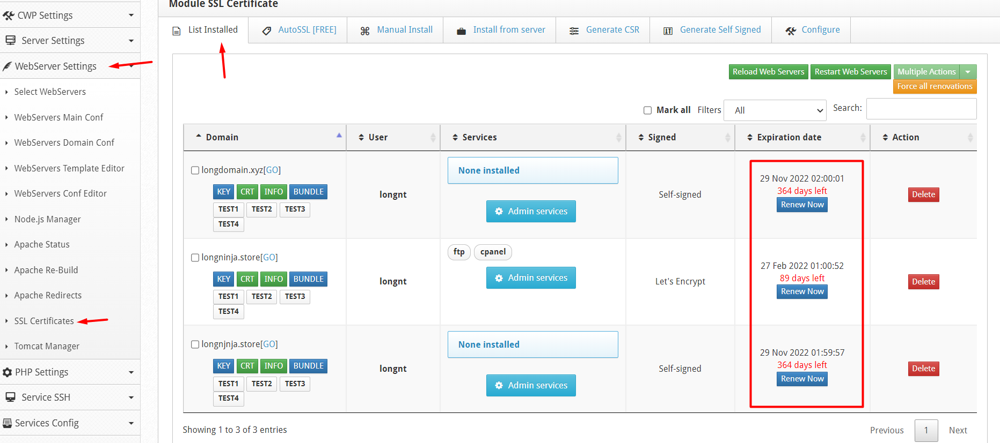 Module SSL Certificate
CWP Settings
Server Settings
WebServer Settings
Select WebServers
WebServers Main Conf
WebServers Domain Conf
WebServers Template Editor
WebServers Conf Editor
Node.js Manager
Apache Status
Apache Re-Build
Apache Redirects
SSL Certificates
Tomcat Manager
PHP Settings
Service SSH
Services Config
List Installed AutoSSL [FREE] Manual Install Install from server Generate CSR Generate Self Signed Configure
Reload Web Servers Restart Web Servers Multiple Actions
Force all renovations
Mark all Filters All Search:
Domain User Services Signed Expiration date Action
longdomain.xyz[GO]
KEY CRT INFO BUNDLE
TEST1 TEST2 TEST3
TEST4
longnt
None installed
Admin services
Self-signed
29 Nov 2022 02:00:01
364 days left
Renew Now
Delete
longninja.store[GO]
KEY CRT INFO BUNDLE
TEST1 TEST2 TEST3
TEST4
longnt
ftp cpanel
Admin services
Let's Encrypt
27 Feb 2022 01:00:52
89 days left
Renew Now
Delete
longnjnja.store[GO]
KEY CRT INFO BUNDLE
TEST1 TEST2 TEST3
TEST4
longnt
None installed
Admin services
Self-signed
29 Nov 2022 01:59:57
364 days left
Renew Now
Delete
Showing 1 to 3 of 3 entries
Previous 1 Next